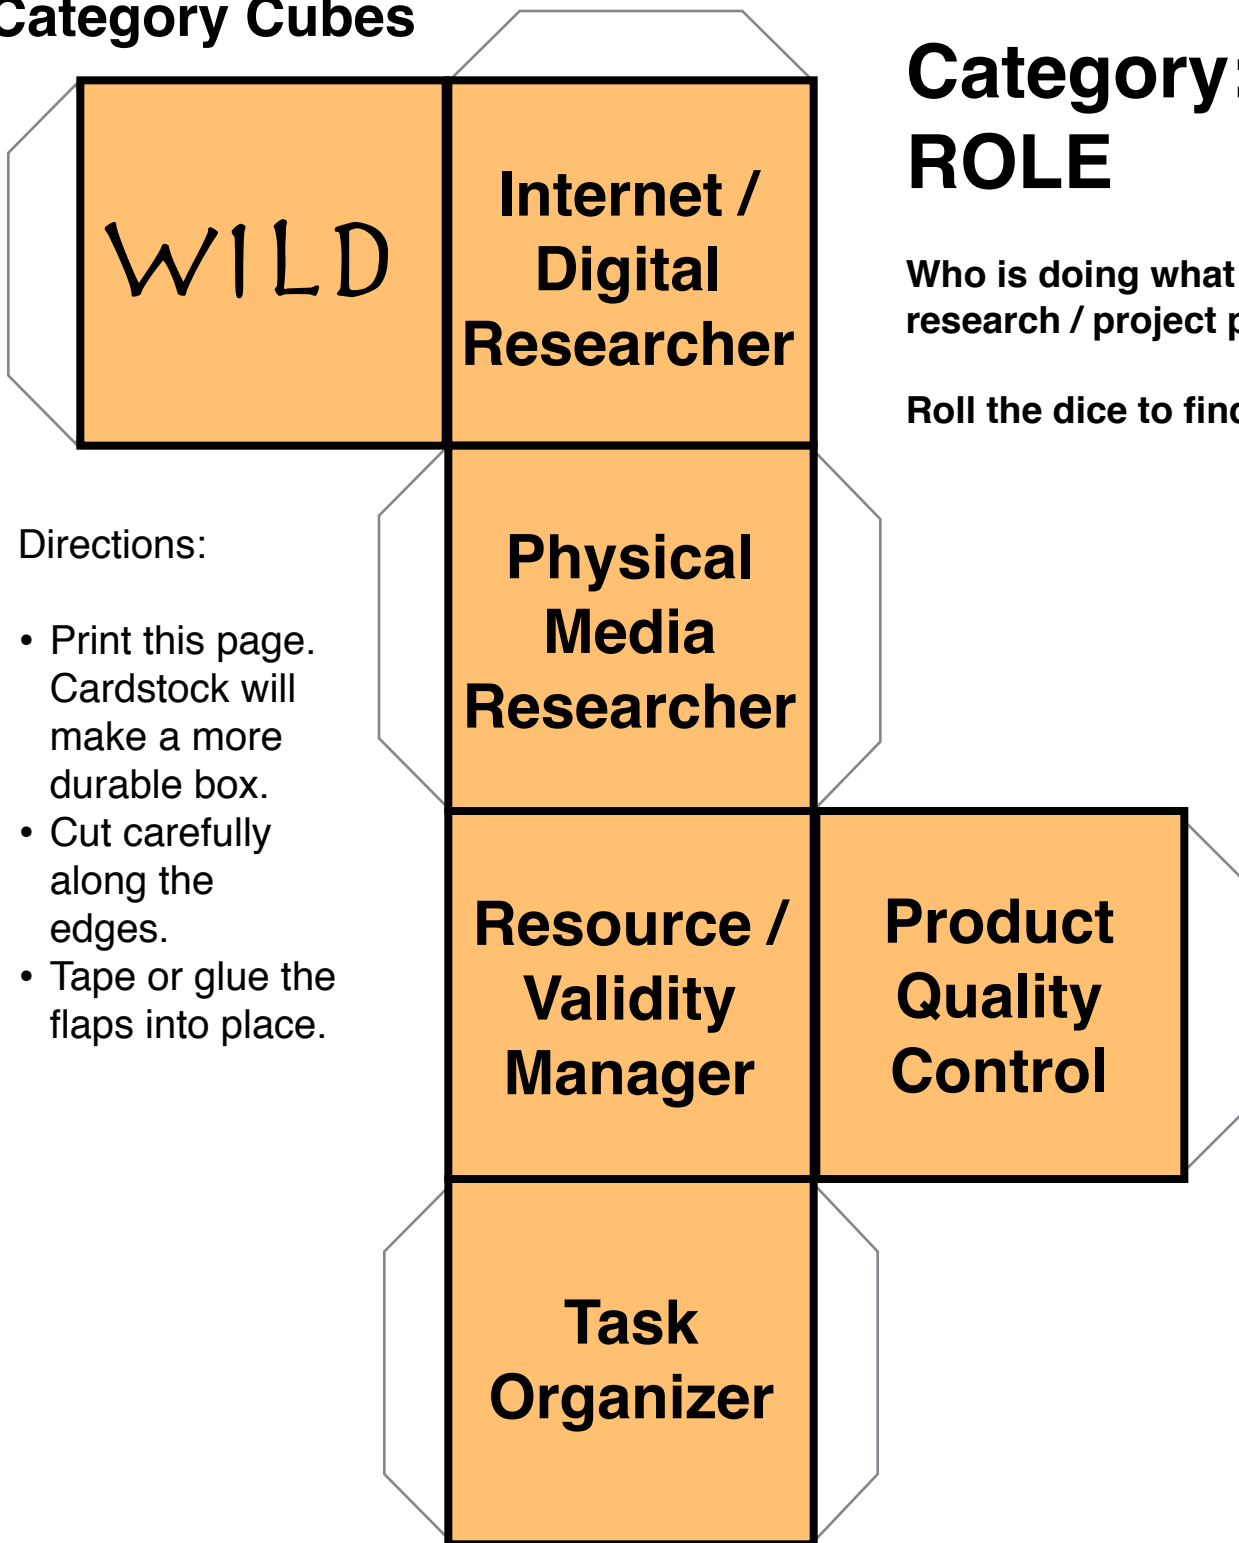 Category Cubes
Category:
ROLE
Who is doing what
research / project
Roll the dice to find
WILD
Internet /
Digital
Researcher
Directions:
• Print this page.
Cardstock will
make a more
durable box.
• Cut carefully
along the
edges.
• Tape or glue the
flaps into place.
Physical
Media
Researcher
Resource /
Validity
Manager
Product
Quality
Control
Task
Organizer